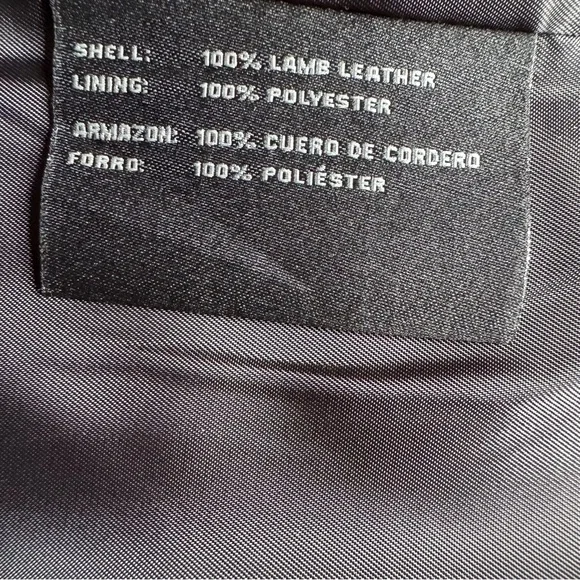 SHELL: 100% LAMB LEATHER
LINING: 100% POLYESTER
ARMAZON: 100% CUERO DE CORDERO
FORRO: 100% POLIÉSTER